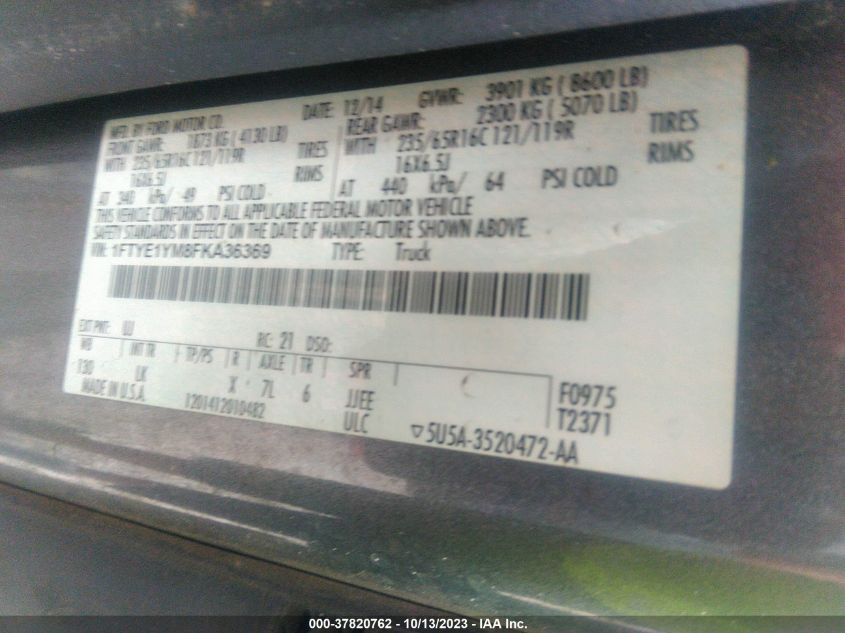 MFD. BY FORD MOTOR CO.
DATE: 12/14 GVWR: 3901 KG ( 8600 LB)
FRONT GAWR: 1873 KG ( 4130 LB) REAR GAWR: 2300 KG ( 5070 LB)
WITH 235/65R16C 121/119R TIRES WITH 235/65R16C 121/119R TIRES
16X6.5J RIMS 16X6.5J RIMS
AT 340 kPa/ 49 PSI COLD AT 440 kPa/ 64 PSI COLD
THIS VEHICLE CONFORMS TO ALL APPLICABLE FEDERAL MOTOR VEHICLE
SAFETY STANDARDS IN EFFECT ON THE DATE OF MANUFACTURE SHOWN ABOVE.
VIN: 1FTYE1YM8FKA36369 TYPE: Truck
EXT PNT: UJ RC: 21 DSO:
WB INT TR TP/PS R AXLE TR SPR
130 LK X 7L 6 JJEE F0975
MADE IN U.S.A. 1201412010482 ULC T2371
5U5A-3520472-AA
000-37820762 - 10/13/2023 - IAA Inc.